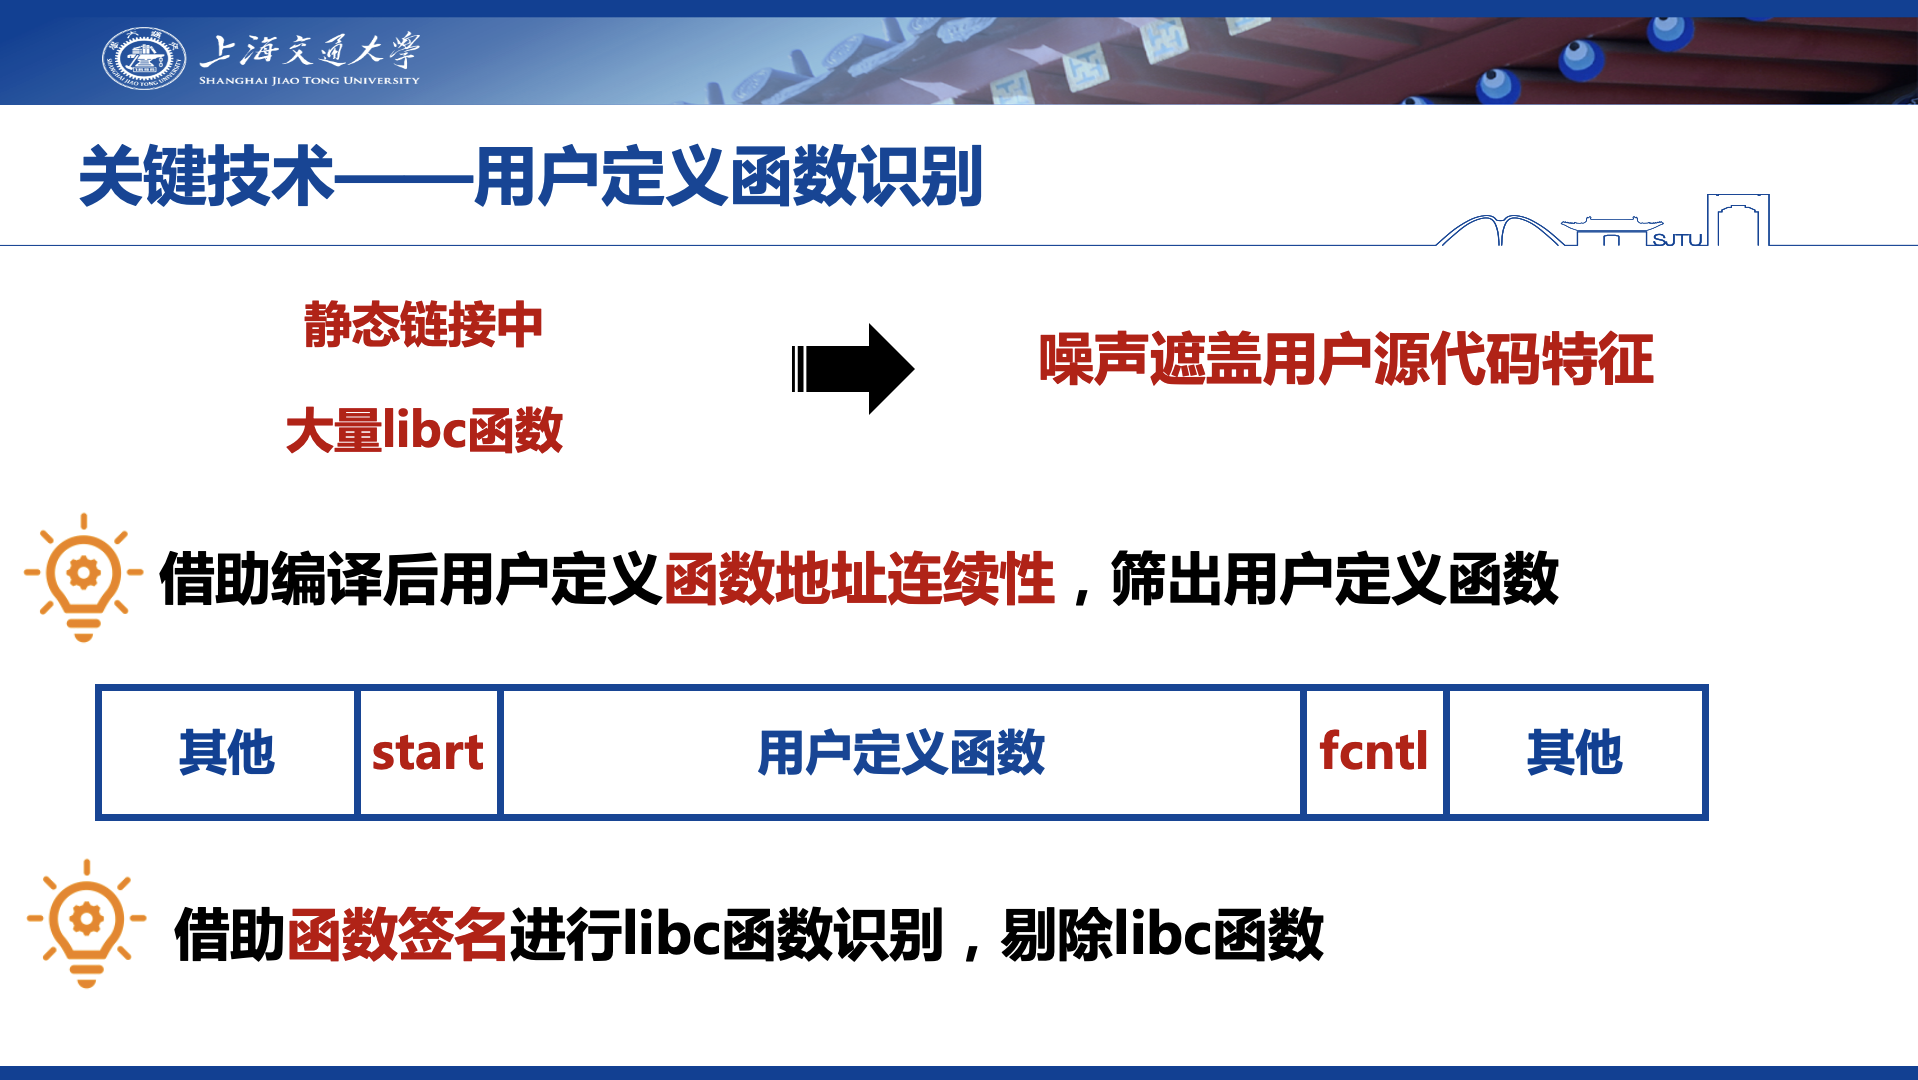 上海交通大學
SHANGHAI JIAO TONG UNIVERSITY
关键技术——用户定义函数识别
SJTU
静态链接中
大量libc函数
噪声遮盖用户源代码特征
借助编译后用户定义函数地址连续性，筛出用户定义函数
其他 start 用户定义函数 fcntl 其他
借助函数签名进行libc函数识别，剔除libc函数